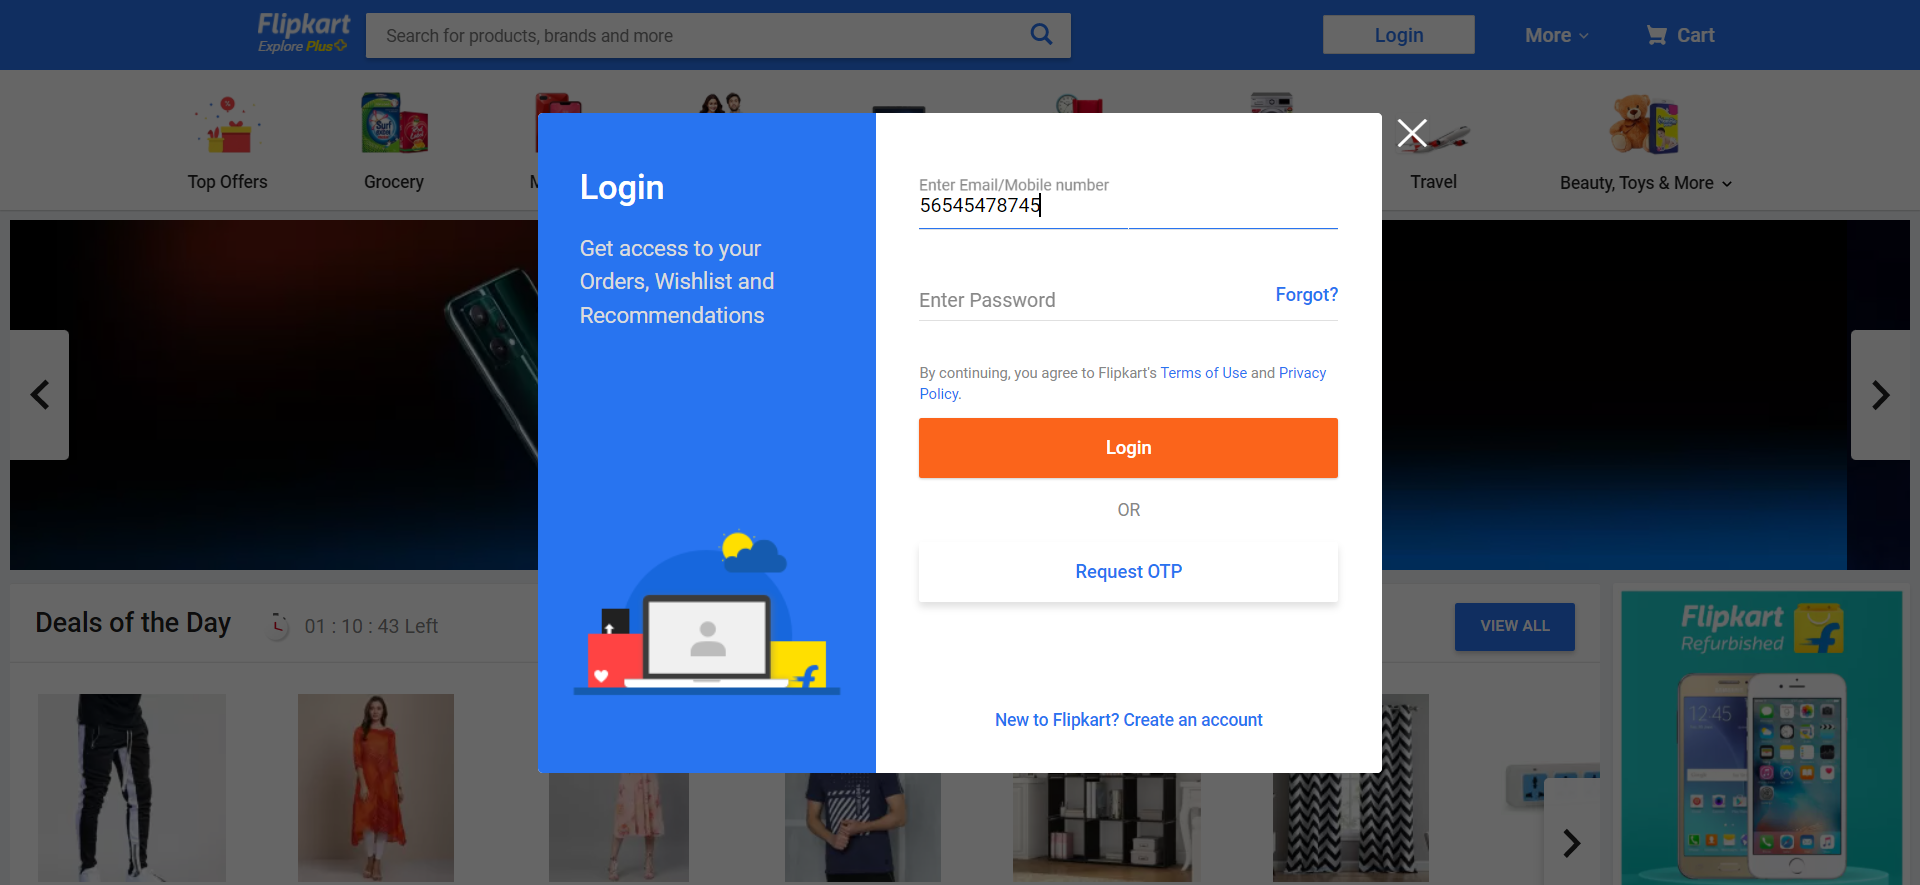 Flipkart
Explore Plus
Search for products, brands and more
Login
More
Cart
Top Offers
Grocery
Travel
Beauty, Toys & More
Login
Get access to your
Orders, Wishlist and
Recommendations
Enter Email/Mobile number
56545478745
Enter Password
Forgot?
By continuing, you agree to Flipkart's Terms of Use and Privacy
Policy.
Login
OR
Request OTP
New to Flipkart? Create an account
Deals of the Day
01 : 10 : 43 Left
VIEW ALL
Flipkart
Refurbished
12:45